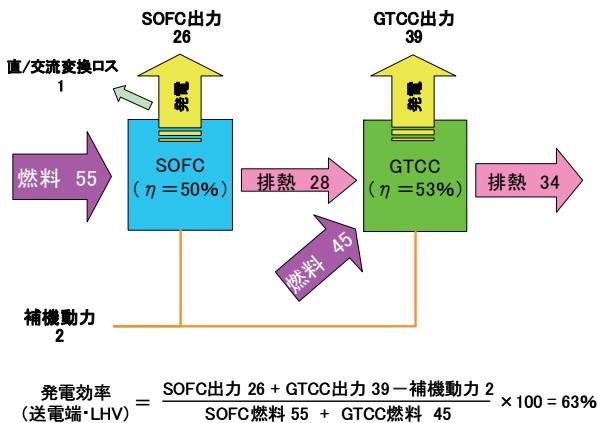 SOFC出力
26
GTCC出力
39
直/交流変換ロス
1
発電
発電
燃料 55
SOFC
(η=50%)
排熱 28
GTCC
(η=53%)
排熱 34
燃料 45
補機動力
2
発電効率
(送電端・LHV)
=
SOFC出力 26 + GTCC出力 39-補機動力 2
SOFC燃料 55 + GTCC燃料 45
×100 = 63%